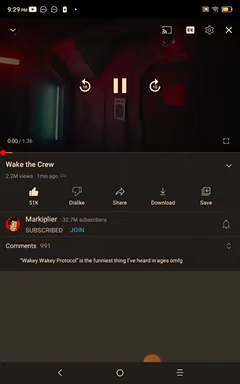 9:29 PM
0:00 / 1:36
Wake the Crew
2.2M views · 1mo ago
51K
Dislike
Share
Download
Save
Markiplier 32.7M subscribers
SUBSCRIBED JOIN
Comments 991
"Wakey Wakey Protocol" is the funniest thing I've heard in ages omfg